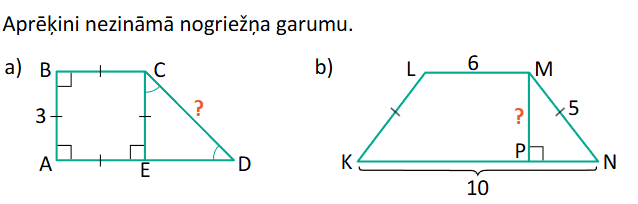 Aprēķini nezināmā nogriežņa garumu.
a) B C ? 3 A E D
b) L 6 M ? 5 P K N 10